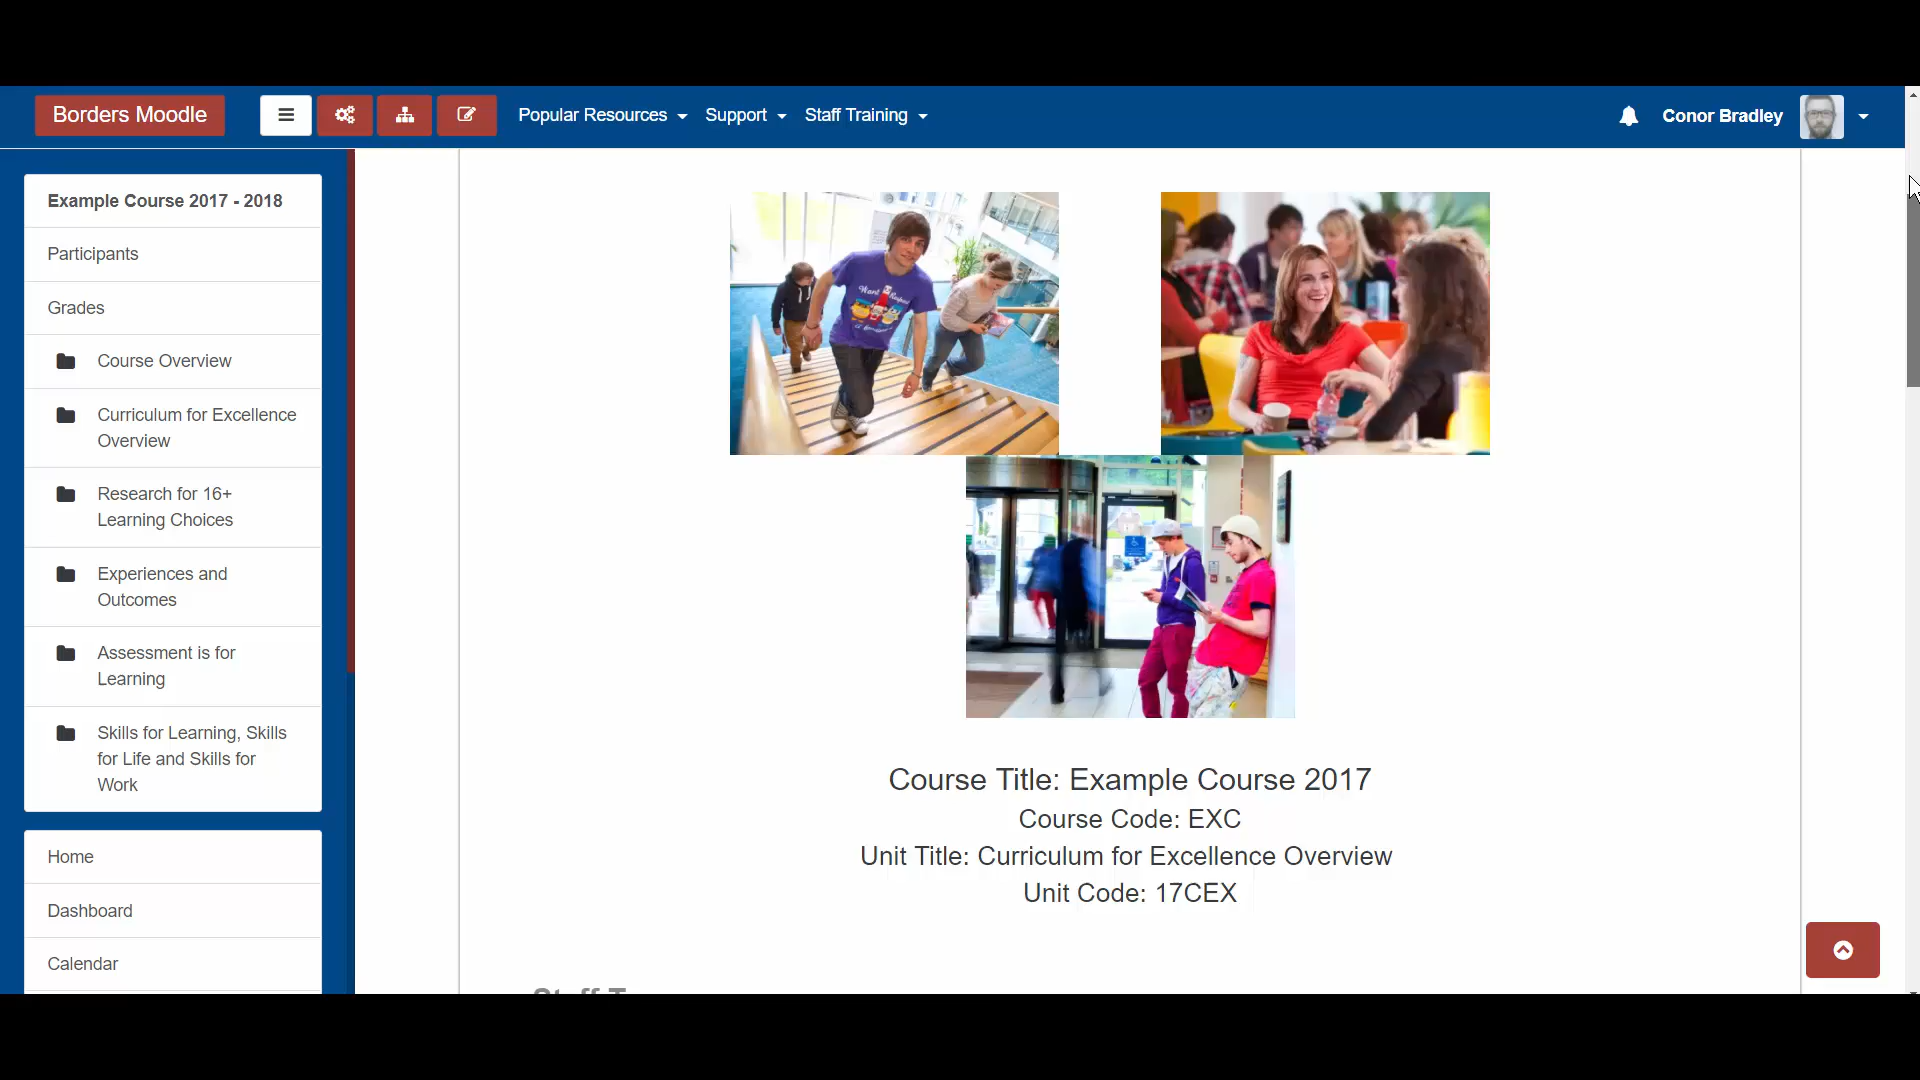 Borders Moodle
Popular Resources
Support
Staff Training
Conor Bradley
Example Course 2017 - 2018
Participants
Grades
Course Overview
Curriculum for Excellence
Overview
Research for 16+
Learning Choices
Experiences and
Outcomes
Assessment is for
Learning
Skills for Learning, Skills
for Life and Skills for
Work
Home
Dashboard
Calendar
Course Title: Example Course 2017
Course Code: EXC
Unit Title: Curriculum for Excellence Overview
Unit Code: 17CEX